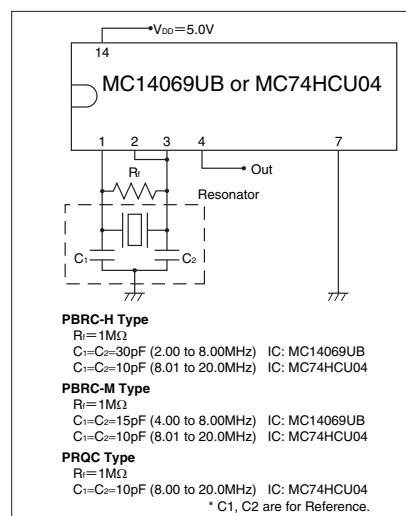 VDD=5.0V
14
MC14069UB or MC74HCU04
1 2 3 4 7
Rf
Out
Resonator
C1 C2
PBRC-H Type
Rf=1MΩ
C1=C2=30pF (2.00 to 8.00MHz) IC: MC14069UB
C1=C2=10pF (8.01 to 20.0MHz) IC: MC74HCU04
PBRC-M Type
Rf=1MΩ
C1=C2=15pF (4.00 to 8.00MHz) IC: MC14069UB
C1=C2=10pF (8.01 to 20.0MHz) IC: MC74HCU04
PRQC Type
Rf=1MΩ
C1=C2=10pF (8.00 to 20.0MHz) IC: MC74HCU04
* C1, C2 are for Reference.